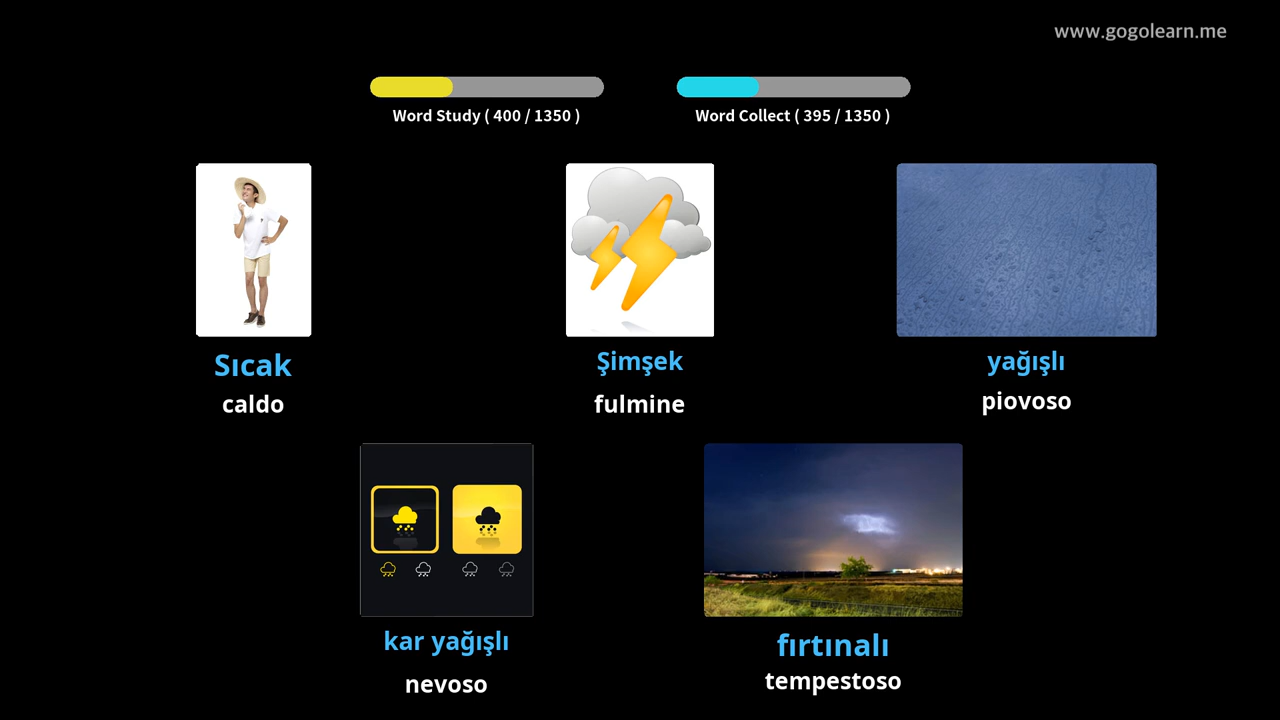 www.gogolearn.me
Word Study ( 400 / 1350 )
Word Collect ( 395 / 1350 )
Sıcak
caldo
Şimşek
fulmine
yağışlı
piovoso
kar yağışlı
nevoso
fırtınalı
tempestoso